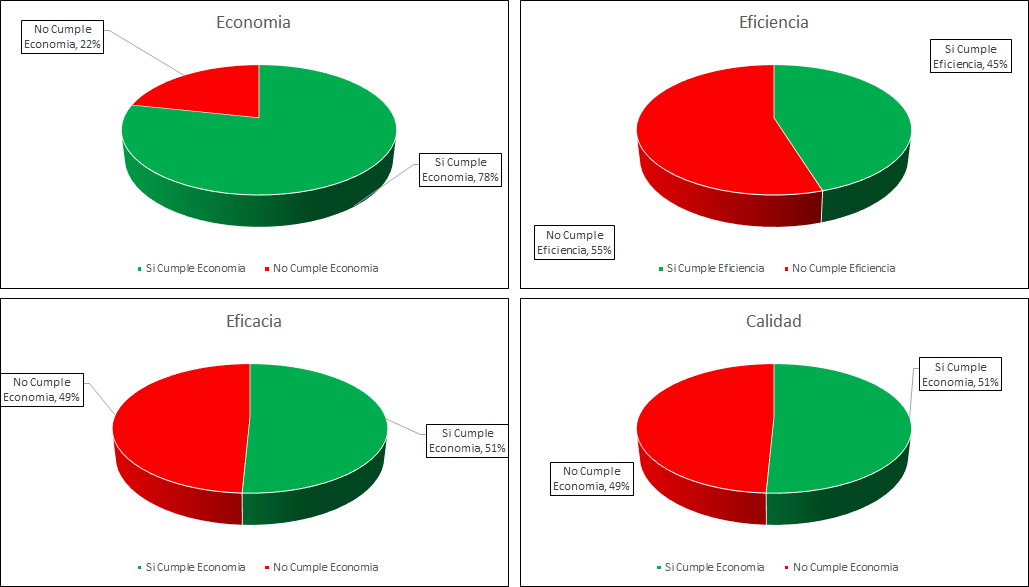 Economia
No Cumple
Economia, 22%
Si Cumple
Economia, 78%
Si Cumple Economia
No Cumple Economia
Eficiencia
Si Cumple
Eficiencia, 45%
No Cumple
Eficiencia, 55%
Si Cumple Eficiencia
No Cumple Eficiencia
Eficacia
No Cumple
Economia, 49%
Si Cumple
Economia, 51%
Si Cumple Economia
No Cumple Economia
Calidad
Si Cumple
Economia, 51%
No Cumple
Economia, 49%
Si Cumple Economia
No Cumple Economia